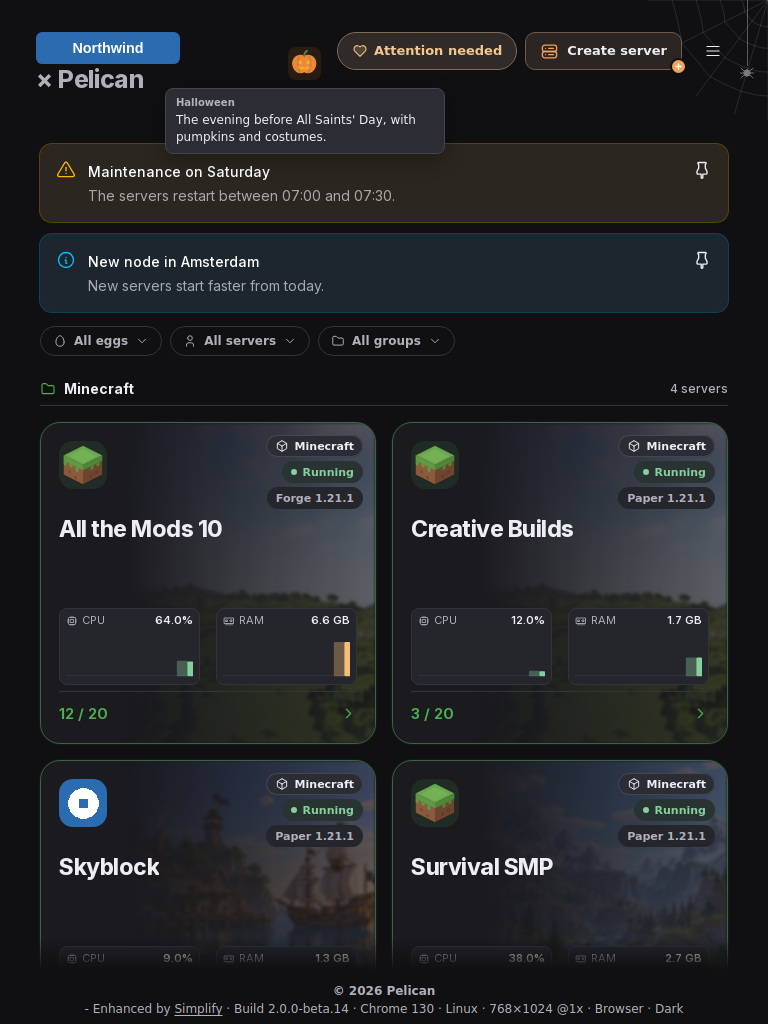 Northwind
× Pelican
Attention needed
Create server
Halloween
The evening before All Saints' Day, with
pumpkins and costumes.
Maintenance on Saturday
The servers restart between 07:00 and 07:30.
New node in Amsterdam
New servers start faster from today.
All eggs
All servers
All groups
Minecraft
4 servers
Minecraft
Running
Forge 1.21.1
All the Mods 10
CPU
64.0%
RAM
6.6 GB
12 / 20
Minecraft
Running
Paper 1.21.1
Creative Builds
CPU
12.0%
RAM
1.7 GB
3 / 20
Minecraft
Running
Paper 1.21.1
Skyblock
CPU
9.0%
RAM
1.3 GB
Minecraft
Running
Paper 1.21.1
Survival SMP
CPU
38.0%
RAM
2.7 GB
© 2026 Pelican
- Enhanced by Simplify · Build 2.0.0-beta.14 · Chrome 130 · Linux · 768×1024 @1x · Browser · Dark